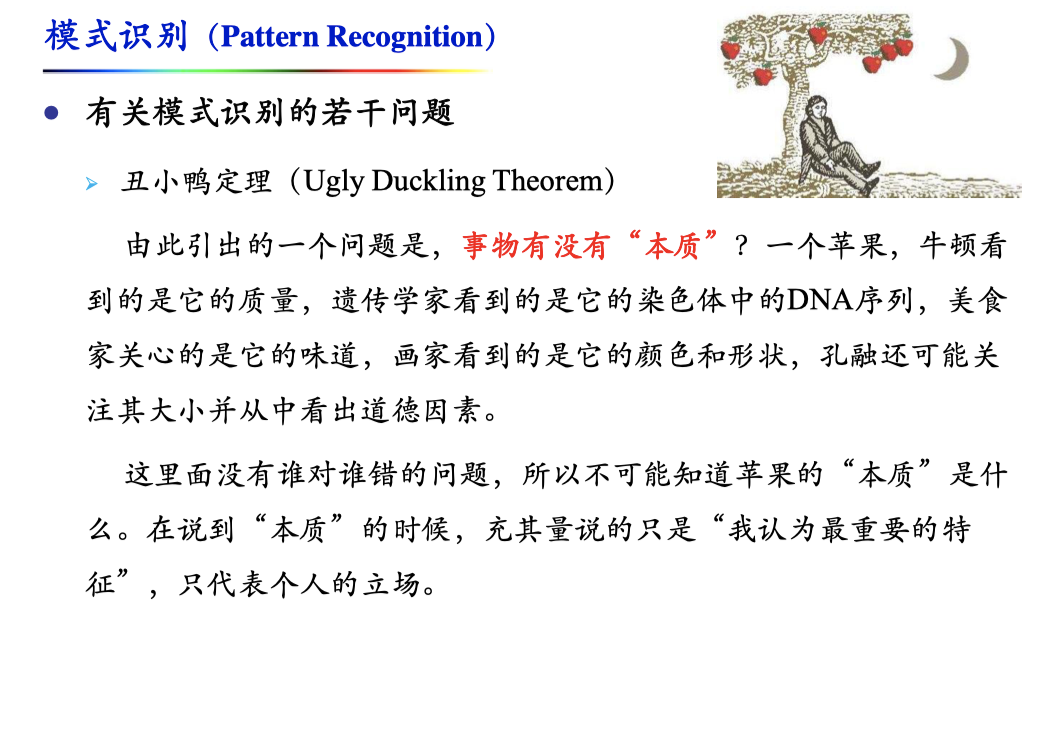 模式识别（Pattern Recognition）
● 有关模式识别的若干问题
➢ 丑小鸭定理（Ugly Duckling Theorem）
由此引出的一个问题是，事物有没有“本质”？一个苹果，牛顿看
到的是它的质量，遗传学家看到的是它的染色体中的DNA序列，美食
家关心的是它的味道，画家看到的是它的颜色和形状，孔融还可能关
注其大小并从中看出道德因素。
这里面没有谁对谁错的问题，所以不可能知道苹果的“本质”是什
么。在说到“本质”的时候，充其量说的只是“我认为最重要的特
征”，只代表个人的立场。